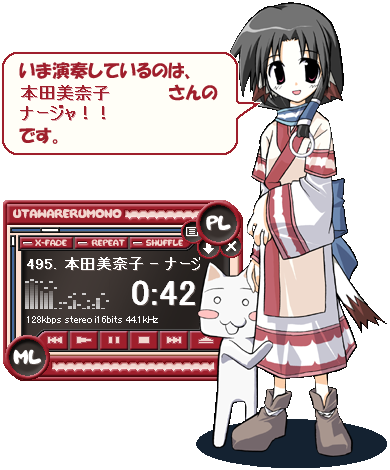 いま演奏しているのは、
本田美奈子 さんの
ナージャ！！
です。
UTAWARERUMONO
PL
X-FADE REPEAT SHUFFLE
495. 本田美奈子 − ナージ
0:42
128kbps stereo i16bits 44.1kHz
ML